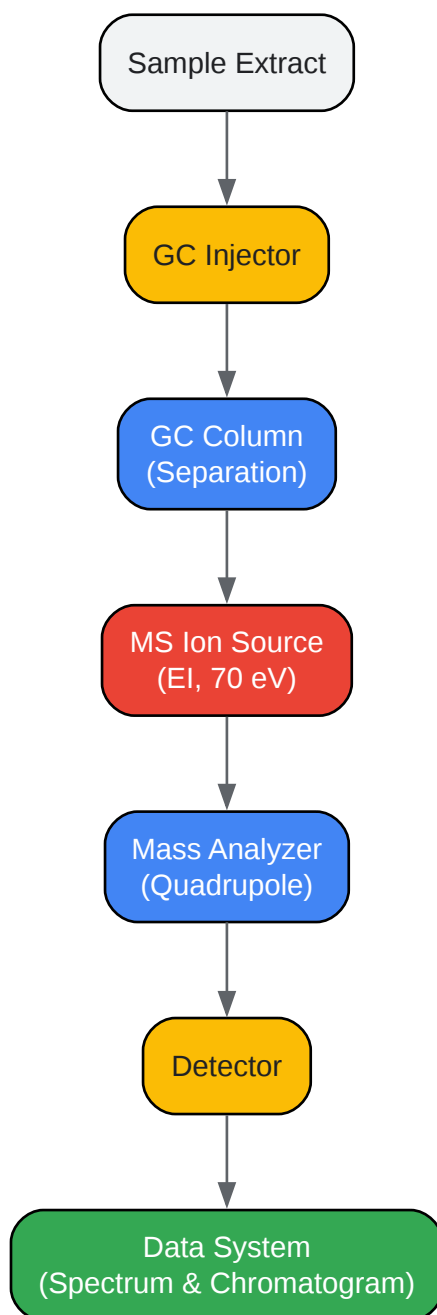 Sample Extract
GC Injector
GC Column
(Separation)
MS Ion Source
(EI, 70 eV)
Mass Analyzer
(Quadrupole)
Detector
Data System
(Spectrum & Chromatogram)